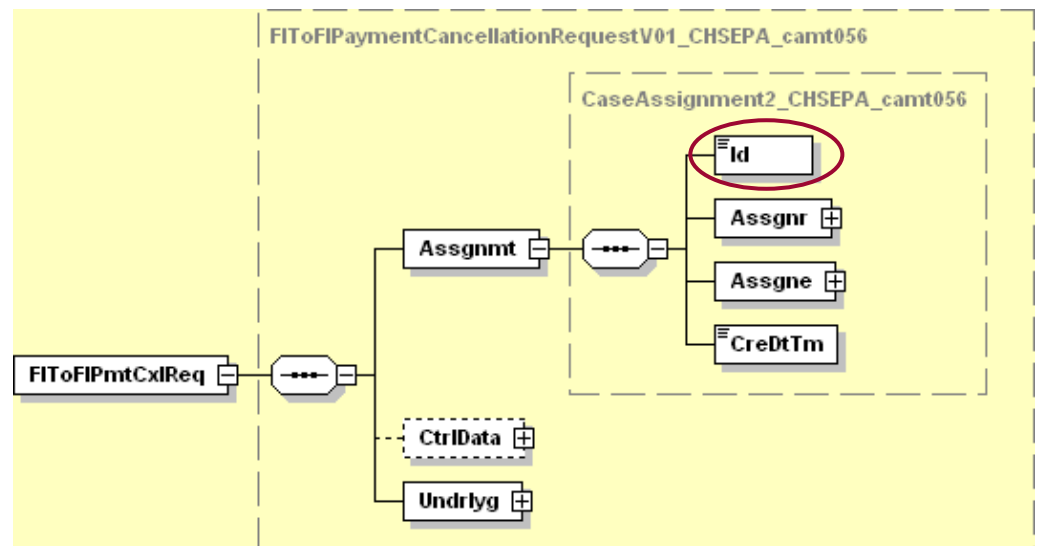 FIToFIPaymentCancellationRequestV01_CHSEPA_camt056
CaseAssignment2_CHSEPA_camt056
Id
Assgnr
Assgnmt
Assgne
CreDtTm
FIToFIPmtCxlReq
CtrlData
Undrlyg